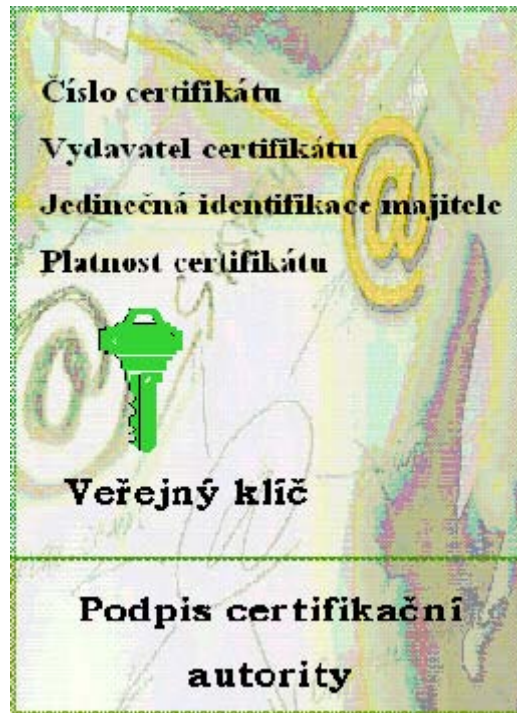 Číslo certifikátu
Vydavatel certifikátu
Jedinečná identifikace majitele
Platnost certifikátu
Veřejný klíč
Podpis certifikační
autority